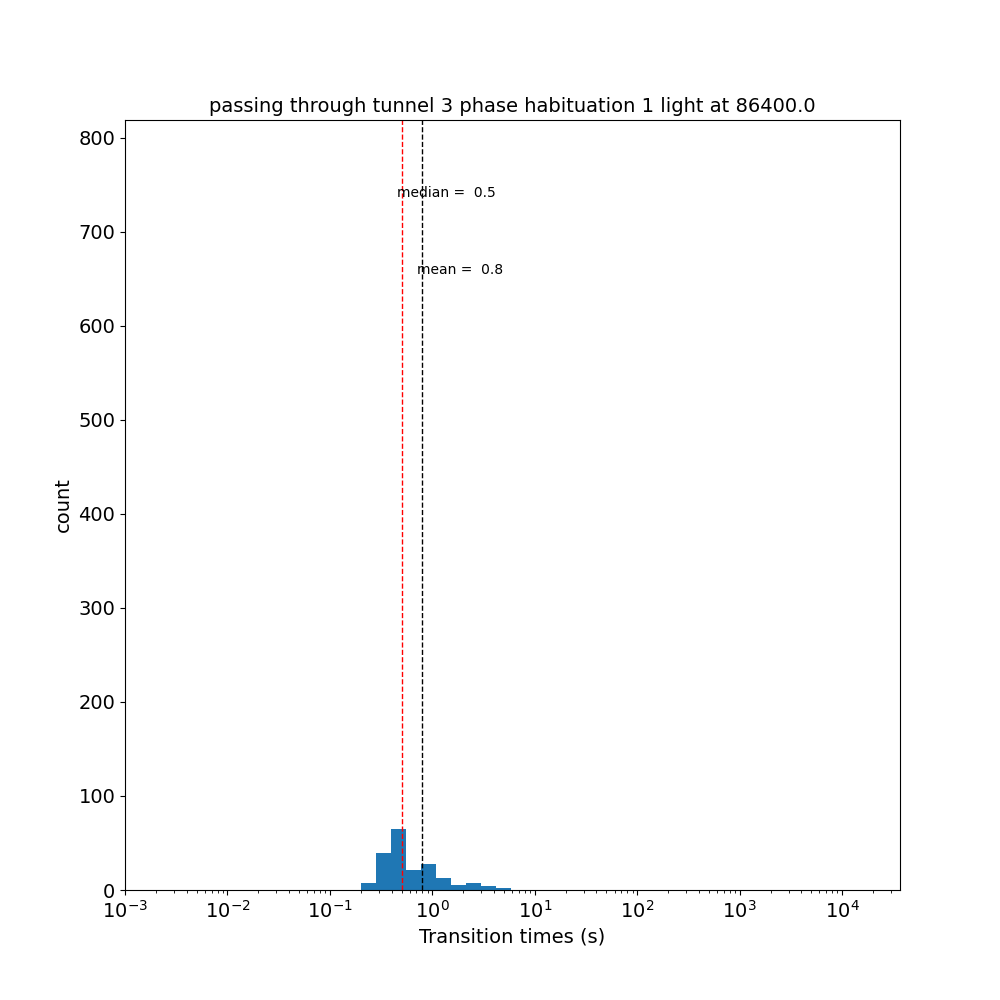 passing through tunnel 3 phase habituation 1 light at 86400.0
800
median =  0.5
700
mean =  0.8
600
500
400
300
200
100
0
count
10⁻³ 10⁻² 10⁻¹ 10⁰ 10¹ 10² 10³ 10⁴
Transition times (s)